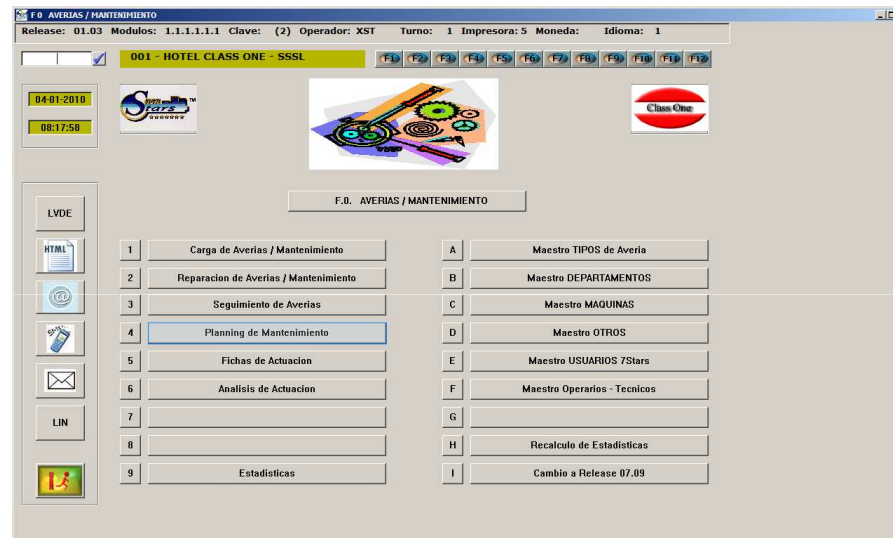 F 0 AVERIAS / MANTENIMIENTO
Release: 01.03 Modulos: 1.1.1.1.1.1 Clave: (2) Operador: XST Turno: 1 Impresora: 5 Moneda: Idioma: 1
001 - HOTEL CLASS ONE - SSSL
F1 F2 F3 F4 F5 F6 F7 F8 F9 F10 F11 F12
04-01-2010
08:17:58
Seven Stars TM
Class One
F.O. AVERIAS / MANTENIMIENTO
LVDE
HTML
@
SMS
LIN
1 Carga de Averias / Mantenimiento
2 Reparacion de Averias / Mantenimiento
3 Seguimiento de Averias
4 Planning de Mantenimiento
5 Fichas de Actuacion
6 Analisis de Actuacion
7
8
9 Estadisticas
A Maestro TIPOS de Averia
B Maestro DEPARTAMENTOS
C Maestro MAQUINAS
D Maestro OTROS
E Maestro USUARIOS 7Stars
F Maestro Operarios - Tecnicos
G
H Recalculo de Estadisticas
I Cambio a Release 07.09